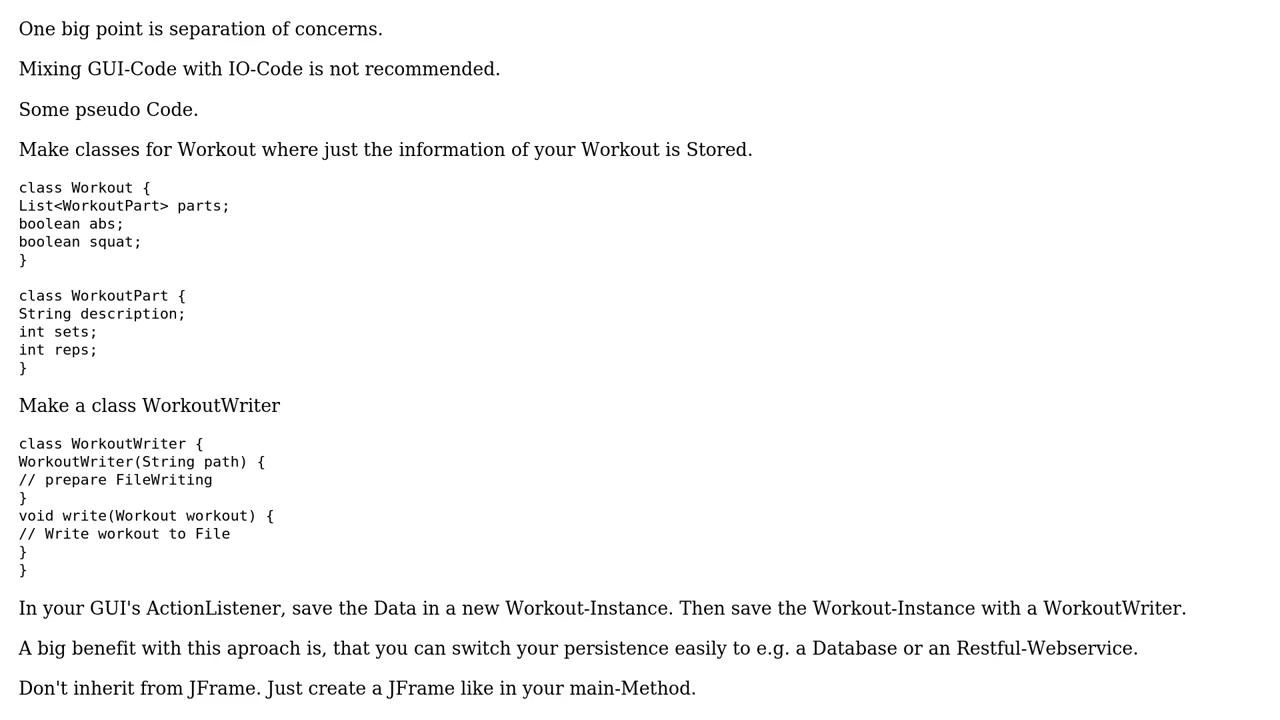 One big point is separation of concerns.
Mixing GUI-Code with IO-Code is not recommended.
Some pseudo Code.
Make classes for Workout where just the information of your Workout is Stored.
class Workout {
List<WorkoutPart> parts;
boolean abs;
boolean squat;
}
class WorkoutPart {
String description;
int sets;
int reps;
}
Make a class WorkoutWriter
class WorkoutWriter {
WorkoutWriter(String path) {
// prepare FileWriting
}
void write(Workout workout) {
// Write workout to File
}
}
In your GUI's ActionListener, save the Data in a new Workout-Instance. Then save the Workout-Instance with a WorkoutWriter.
A big benefit with this aproach is, that you can switch your persistence easily to e.g. a Database or an Restful-Webservice.
Don't inherit from JFrame. Just create a JFrame like in your main-Method.